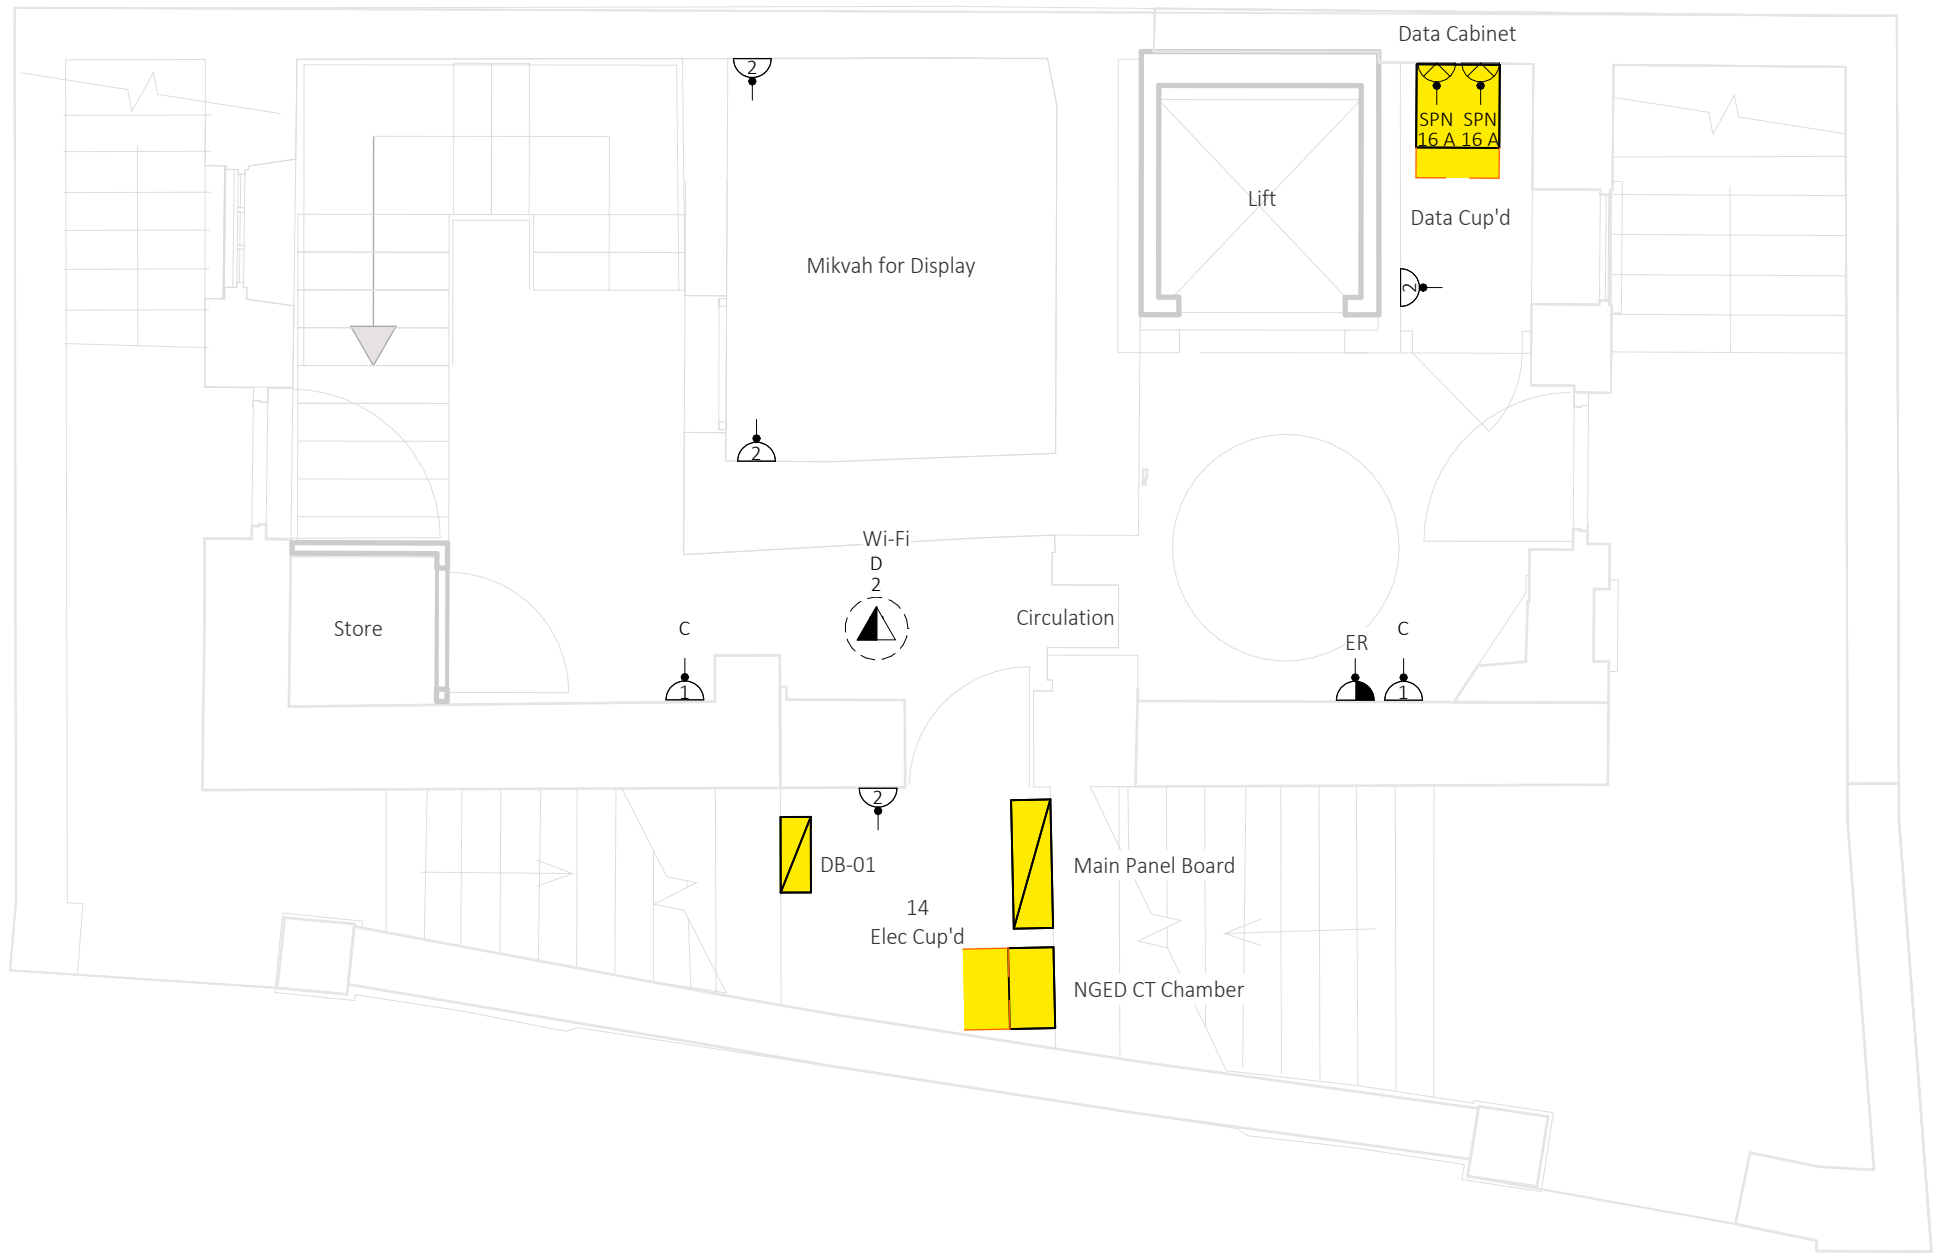 Data Cabinet
2
SPN SPN
16 A 16 A
Lift
Data Cup'd
Mikvah for Display
2
2
Wi-Fi
D
2
Circulation
Store
C
1
ER
C
1
2
DB-01
Main Panel Board
14
Elec Cup'd
NGED CT Chamber